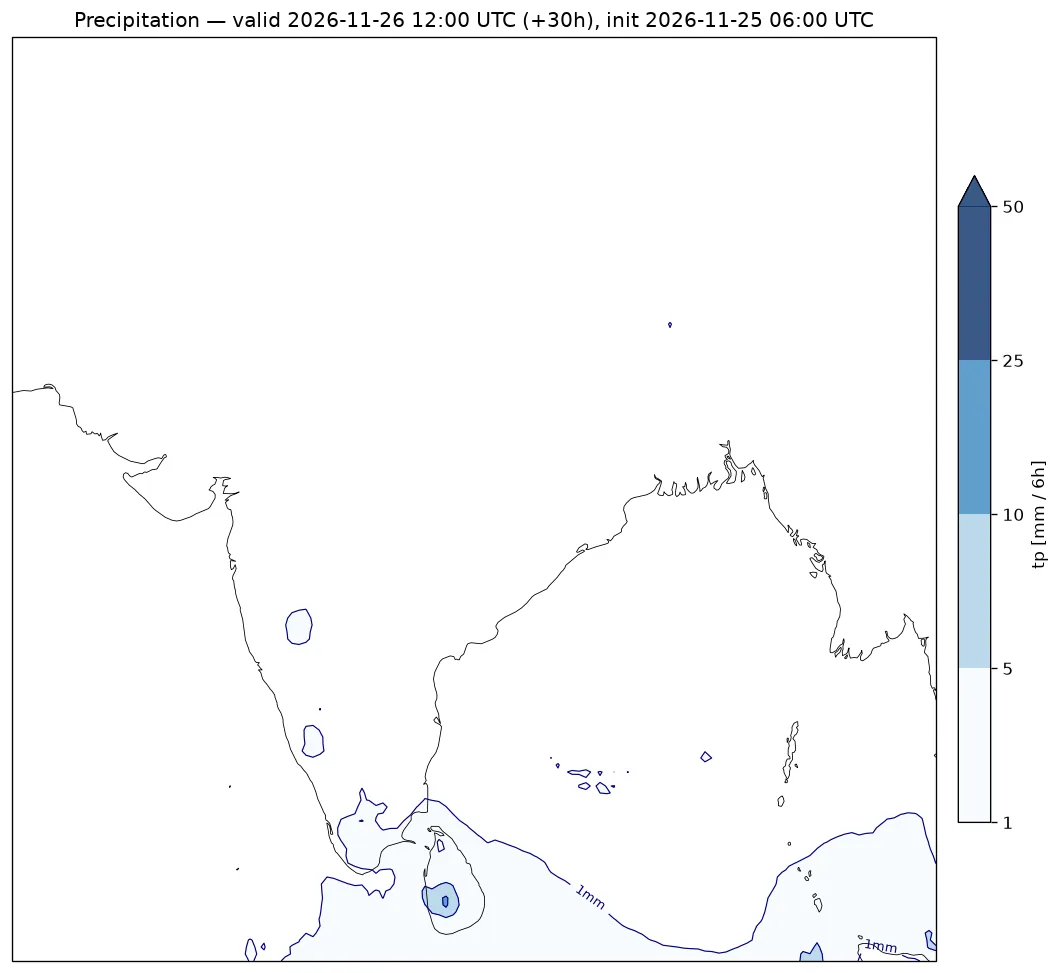 Precipitation — valid 2026-11-26 12:00 UTC (+30h), init 2026-11-25 06:00 UTC
50
25
10
5
1
tp [mm / 6h]
1mm
1mm